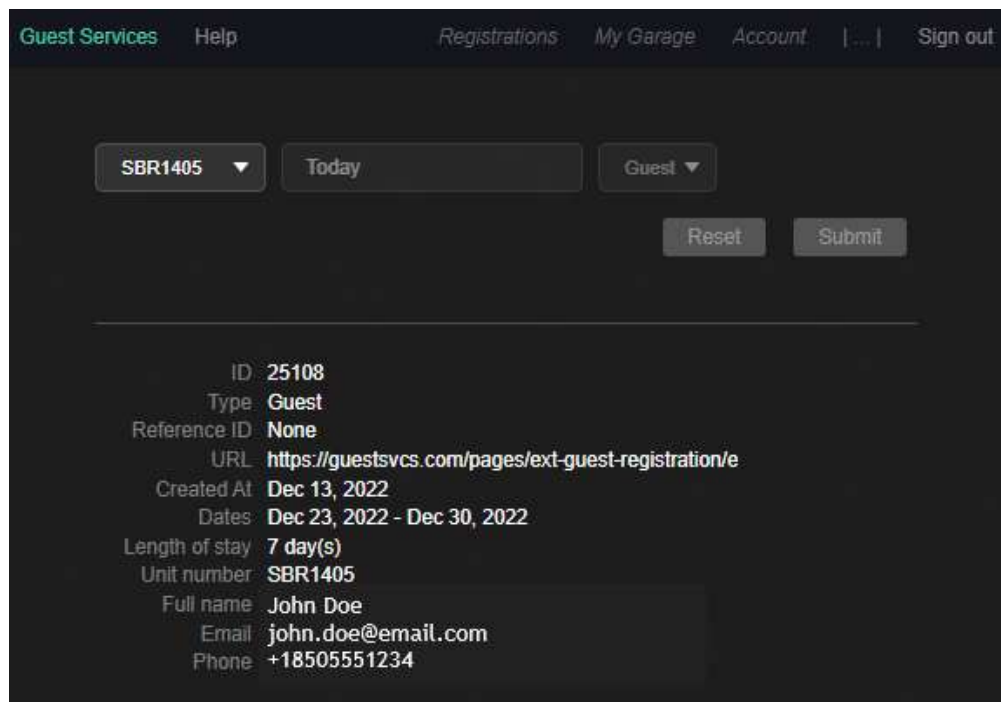 Guest Services Help Registrations My Garage Account |...| Sign out
SBR1405 Today Guest
Reset Submit
ID 25108
Type Guest
Reference ID None
URL https://guestsvcs.com/pages/ext-guest-registration/e
Created At Dec 13, 2022
Dates Dec 23, 2022 - Dec 30, 2022
Length of stay 7 day(s)
Unit number SBR1405
Full name John Doe
Email john.doe@email.com
Phone +18505551234